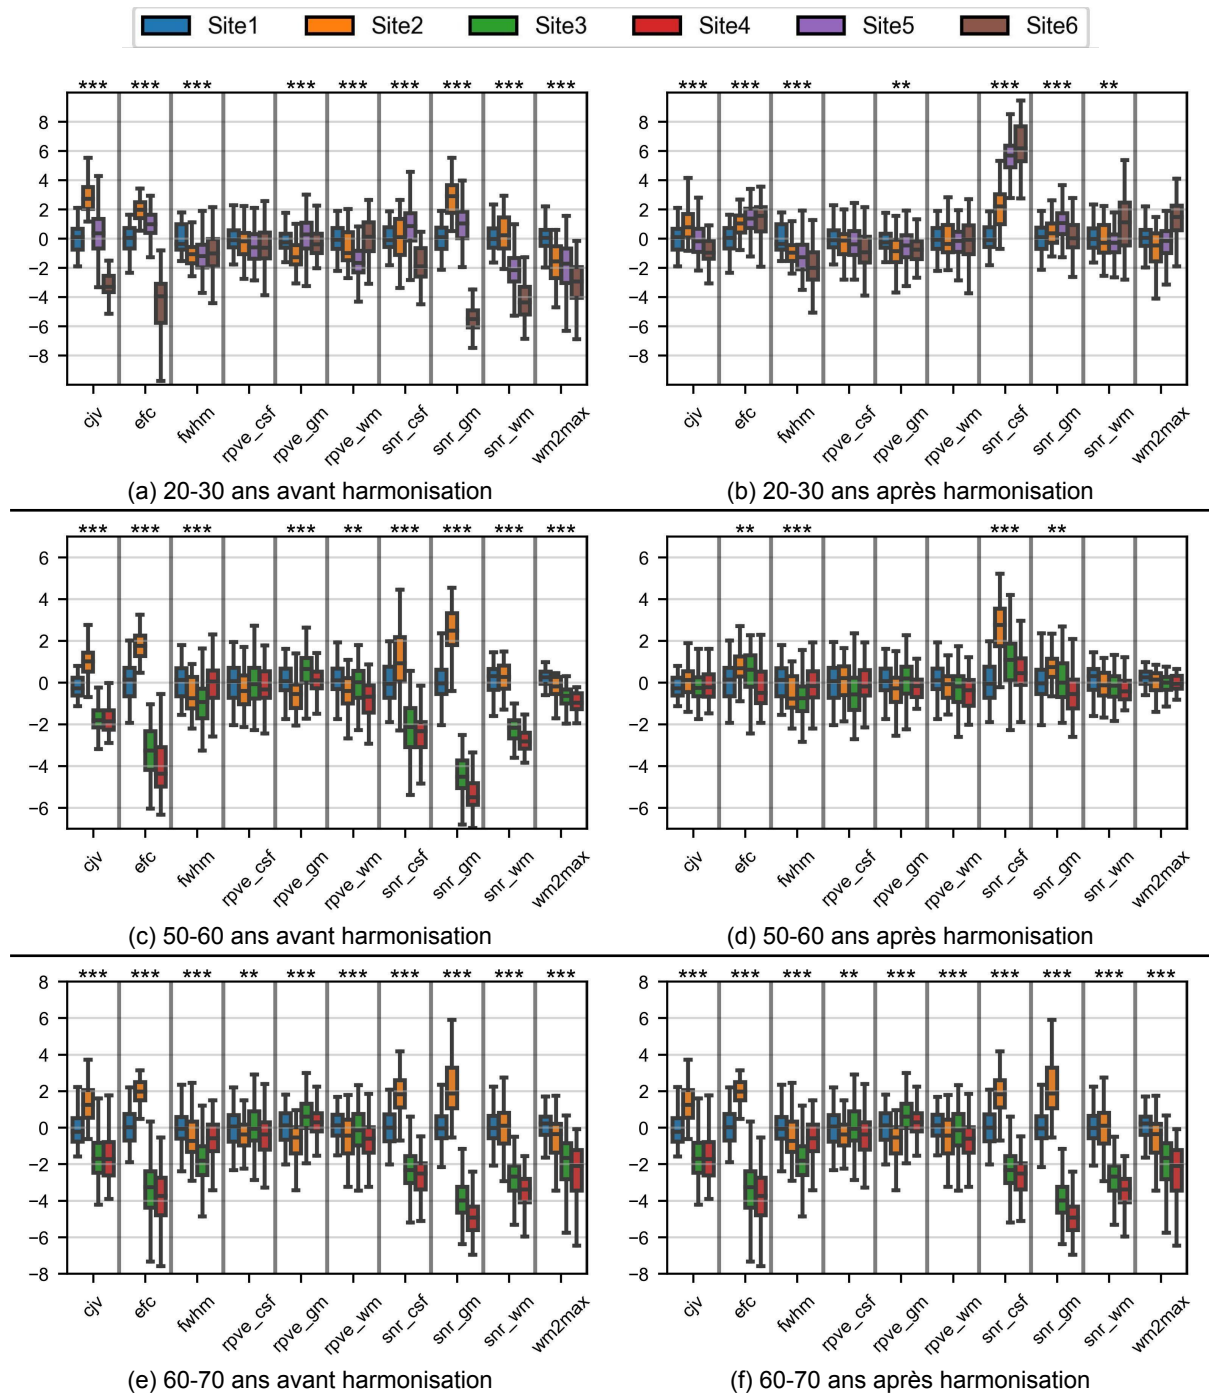 Site1 Site2 Site3 Site4 Site5 Site6
*** *** *** *** *** *** *** *** ***
8
6
4
2
0
−2
−4
−6
−8
cjv efc fwhm rpve_csf rpve_gm rpve_wm snr_csf snr_gm snr_wm wm2max
(a) 20-30 ans avant harmonisation
*** *** *** ** *** *** **
8
6
4
2
0
−2
−4
−6
−8
cjv efc fwhm rpve_csf rpve_gm rpve_wm snr_csf snr_gm snr_wm wm2max
(b) 20-30 ans après harmonisation
*** *** *** *** ** *** *** *** ***
6
4
2
0
−2
−4
−6
cjv efc fwhm rpve_csf rpve_gm rpve_wm snr_csf snr_gm snr_wm wm2max
(c) 50-60 ans avant harmonisation
** *** *** **
6
4
2
0
−2
−4
−6
cjv efc fwhm rpve_csf rpve_gm rpve_wm snr_csf snr_gm snr_wm wm2max
(d) 50-60 ans après harmonisation
*** *** *** ** *** *** *** *** *** ***
8
6
4
2
0
−2
−4
−6
−8
cjv efc fwhm rpve_csf rpve_gm rpve_wm snr_csf snr_gm snr_wm wm2max
(e) 60-70 ans avant harmonisation
*** *** *** ** *** *** *** *** *** ***
8
6
4
2
0
−2
−4
−6
−8
cjv efc fwhm rpve_csf rpve_gm rpve_wm snr_csf snr_gm snr_wm wm2max
(f) 60-70 ans après harmonisation